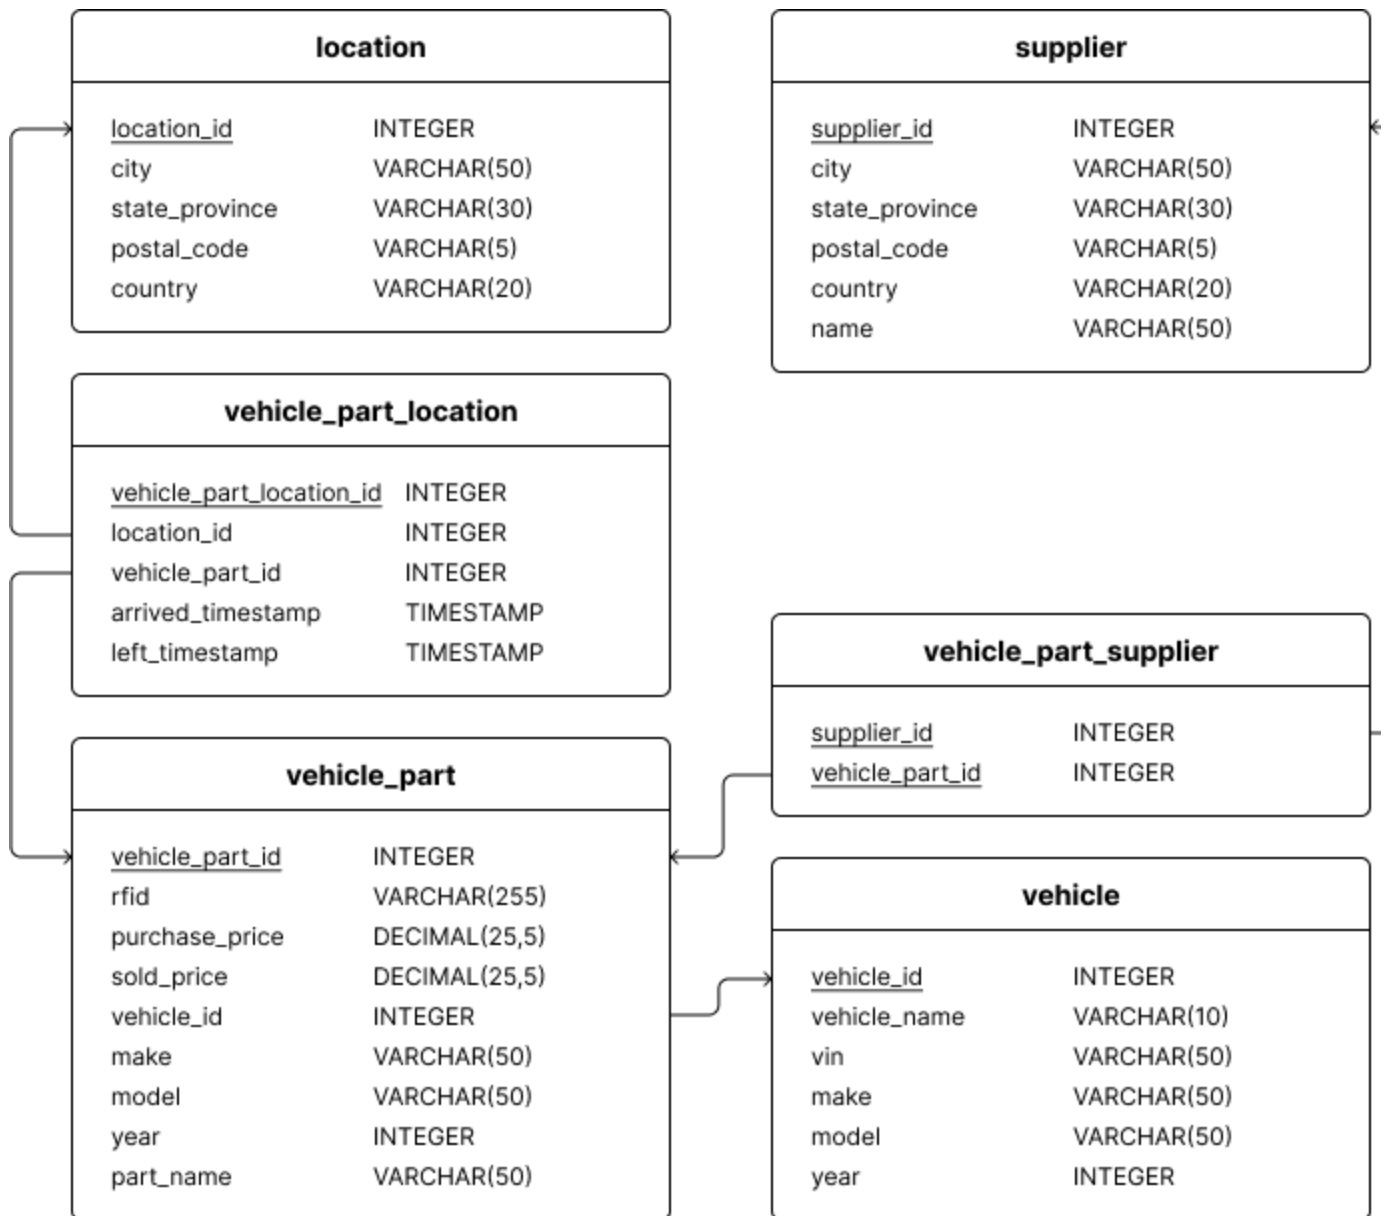 location
location_id INTEGER
city VARCHAR(50)
state_province VARCHAR(30)
postal_code VARCHAR(5)
country VARCHAR(20)
supplier
supplier_id INTEGER
city VARCHAR(50)
state_province VARCHAR(30)
postal_code VARCHAR(5)
country VARCHAR(20)
name VARCHAR(50)
vehicle_part_location
vehicle_part_location_id INTEGER
location_id INTEGER
vehicle_part_id INTEGER
arrived_timestamp TIMESTAMP
left_timestamp TIMESTAMP
vehicle_part_supplier
supplier_id INTEGER
vehicle_part_id INTEGER
vehicle_part
vehicle_part_id INTEGER
rfid VARCHAR(255)
purchase_price DECIMAL(25,5)
sold_price DECIMAL(25,5)
vehicle_id INTEGER
make VARCHAR(50)
model VARCHAR(50)
year INTEGER
part_name VARCHAR(50)
vehicle
vehicle_id INTEGER
vehicle_name VARCHAR(10)
vin VARCHAR(50)
make VARCHAR(50)
model VARCHAR(50)
year INTEGER